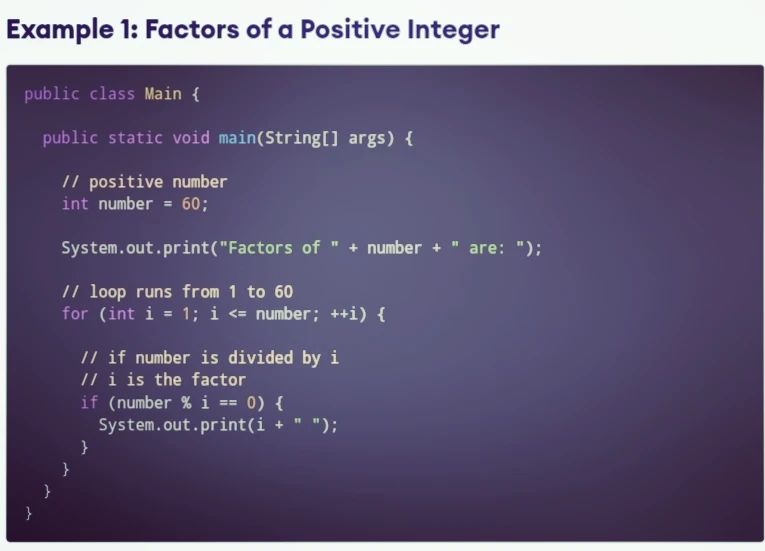 Example 1: Factors of a Positive Integer
public class Main {
public static void main(String[] args) {
// positive number
int number = 60;
System.out.print("Factors of " + number + " are: ");
// loop runs from 1 to 60
for (int i = 1; i <= number; ++i) {
// if number is divided by i
// i is the factor
if (number % i == 0) {
System.out.print(i + " ");
}
}
}
}